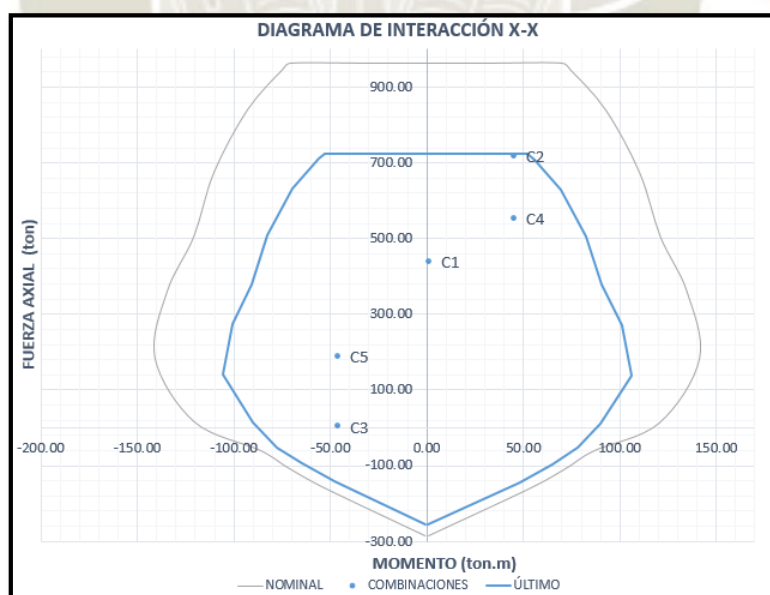 DIAGRAMA DE INTERACCIÓN X-X
900.00
700.00
C2
C4
500.00
C1
300.00
C5
100.00
C3
-200.00 -150.00 -100.00 -50.00 0.00 50.00 100.00 150.00
-100.00
-300.00
FUERZA AXIAL (ton)
MOMENTO (ton.m)
NOMINAL COMBINACIONES ÚLTIMO